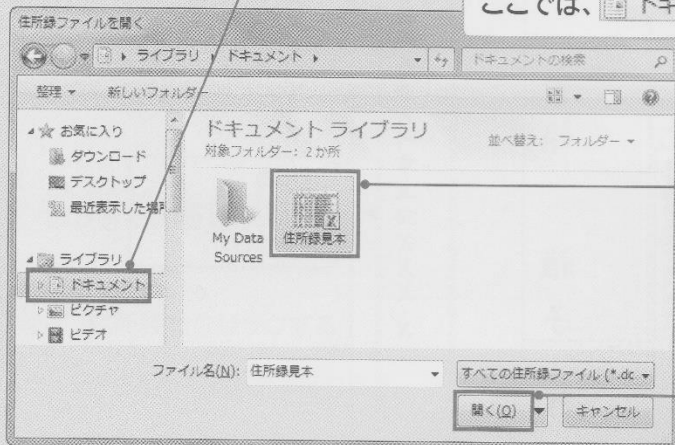 ここでは、ドキ
住所録ファイルを開く
ライブラリ ドキュメント
ドキュメントの検索
整理 新しいフォルダー
お気に入り
ダウンロード
デスクトップ
最近表示した場所
ライブラリ
ドキュメント
ピクチャ
ビデオ
ドキュメント ライブラリ
対象フォルダー: 2 か所
並べ替え: フォルダー
My Data
Sources
住所録見本
ファイル名(N): 住所録見本
すべての住所録ファイル (*.dc
開く(O)
キャンセル